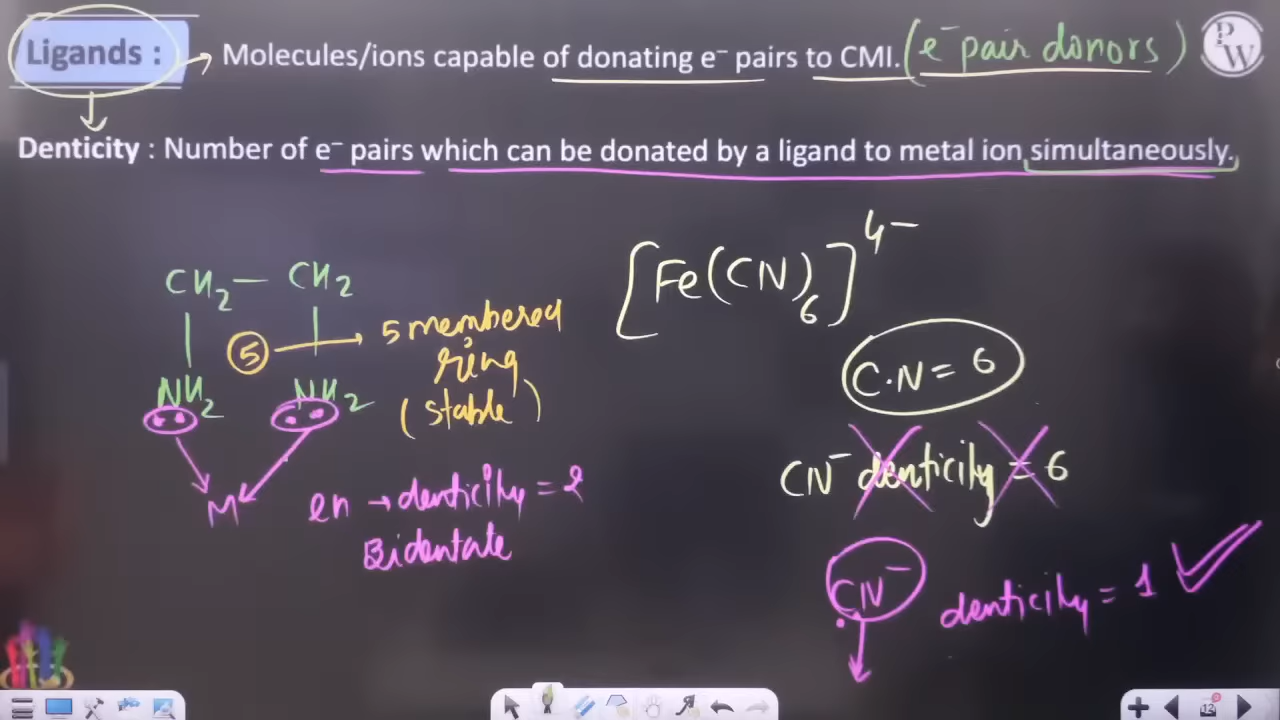 Ligands : → Molecules/ions capable of donating e⁻ pairs to CMI. (e⁻ pair donors)
PW
Denticity : Number of e⁻ pairs which can be donated by a ligand to metal ion simultaneously.
[Fe(CN)₆]⁴⁻
CH₂ — CH₂
5 → 5 membered
ring
(stable)
NH₂ NH₂
M
en → denticity = 2
Bidentate
C.N = 6
CN⁻ denticity = 6
CN⁻ denticity = 1
12